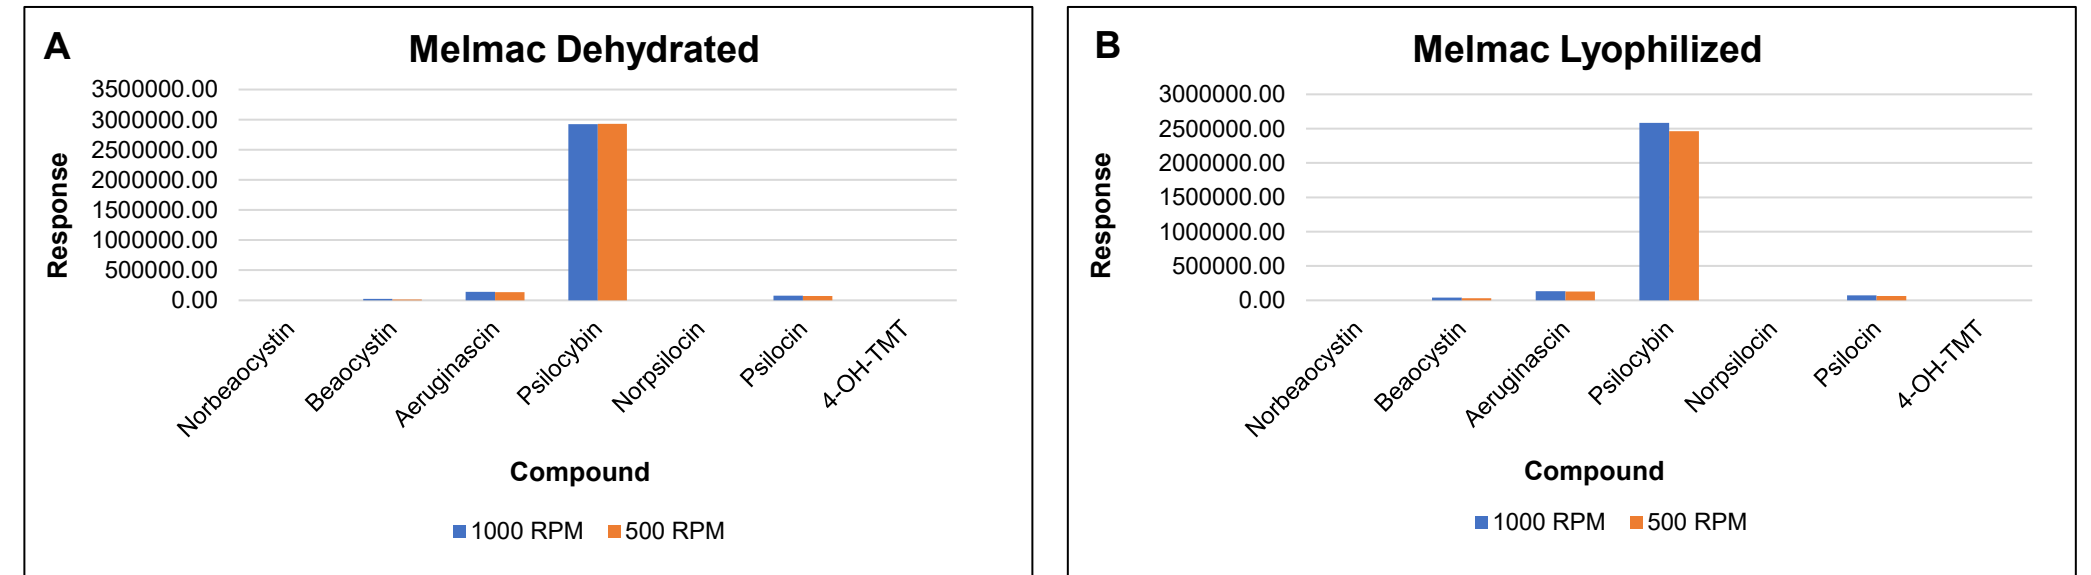 A
Melmac Dehydrated
3500000.00
3000000.00
2500000.00
2000000.00
1500000.00
1000000.00
500000.00
0.00
Response
Norbeaocystin
Beaocystin
Aeruginascin
Psilocybin
Norpsilocin
Psilocin
4-OH-TMT
Compound
1000 RPM
500 RPM
B
Melmac Lyophilized
3000000.00
2500000.00
2000000.00
1500000.00
1000000.00
500000.00
0.00
Response
Norbeaocystin
Beaocystin
Aeruginascin
Psilocybin
Norpsilocin
Psilocin
4-OH-TMT
Compound
1000 RPM
500 RPM